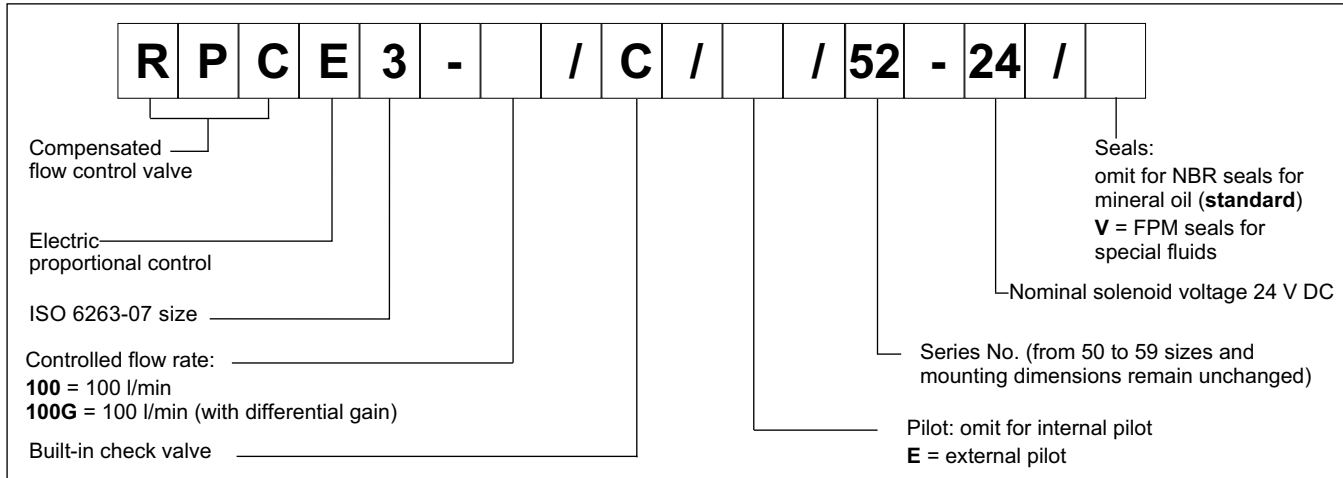 R P C E 3 - / C / / 52 - 24 /
Compensated
flow control valve
Electric
proportional control
ISO 6263-07 size
Controlled flow rate:
100 = 100 l/min
100G = 100 l/min (with differential gain)
Built-in check valve
Seals:
omit for NBR seals for
mineral oil (standard)
V = FPM seals for
special fluids
Nominal solenoid voltage 24 V DC
Series No. (from 50 to 59 sizes and
mounting dimensions remain unchanged)
Pilot: omit for internal pilot
E = external pilot